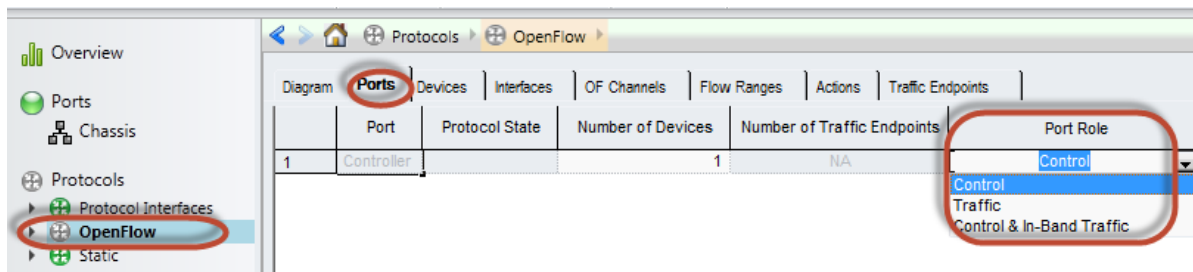 Overview
Ports
Chassis
Protocols
Protocol Interfaces
OpenFlow
Static
Protocols OpenFlow
Diagram Ports Devices Interfaces OF Channels Flow Ranges Actions Traffic Endpoints
Port Protocol State Number of Devices Number of Traffic Endpoints Port Role
1 Controller 1 NA Control
Control
Traffic
Control & In-Band Traffic